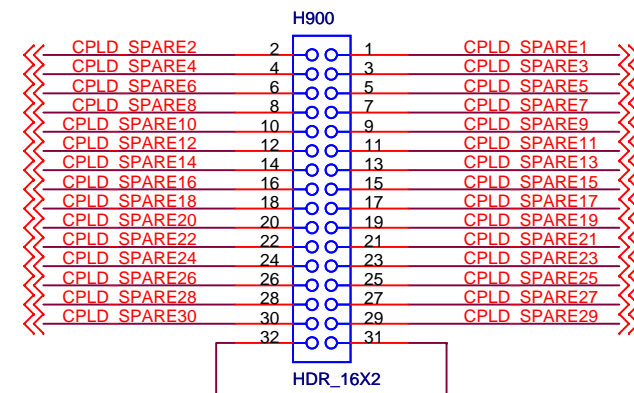 H900
CPLD_SPARE2 2 1 CPLD_SPARE1
CPLD_SPARE4 4 3 CPLD_SPARE3
CPLD_SPARE6 6 5 CPLD_SPARE5
CPLD_SPARE8 8 7 CPLD_SPARE7
CPLD_SPARE10 10 9 CPLD_SPARE9
CPLD_SPARE12 12 11 CPLD_SPARE11
CPLD_SPARE14 14 13 CPLD_SPARE13
CPLD_SPARE16 16 15 CPLD_SPARE15
CPLD_SPARE18 18 17 CPLD_SPARE17
CPLD_SPARE20 20 19 CPLD_SPARE19
CPLD_SPARE22 22 21 CPLD_SPARE21
CPLD_SPARE24 24 23 CPLD_SPARE23
CPLD_SPARE26 26 25 CPLD_SPARE25
CPLD_SPARE28 28 27 CPLD_SPARE27
CPLD_SPARE30 30 29 CPLD_SPARE29
32 31
HDR_16X2